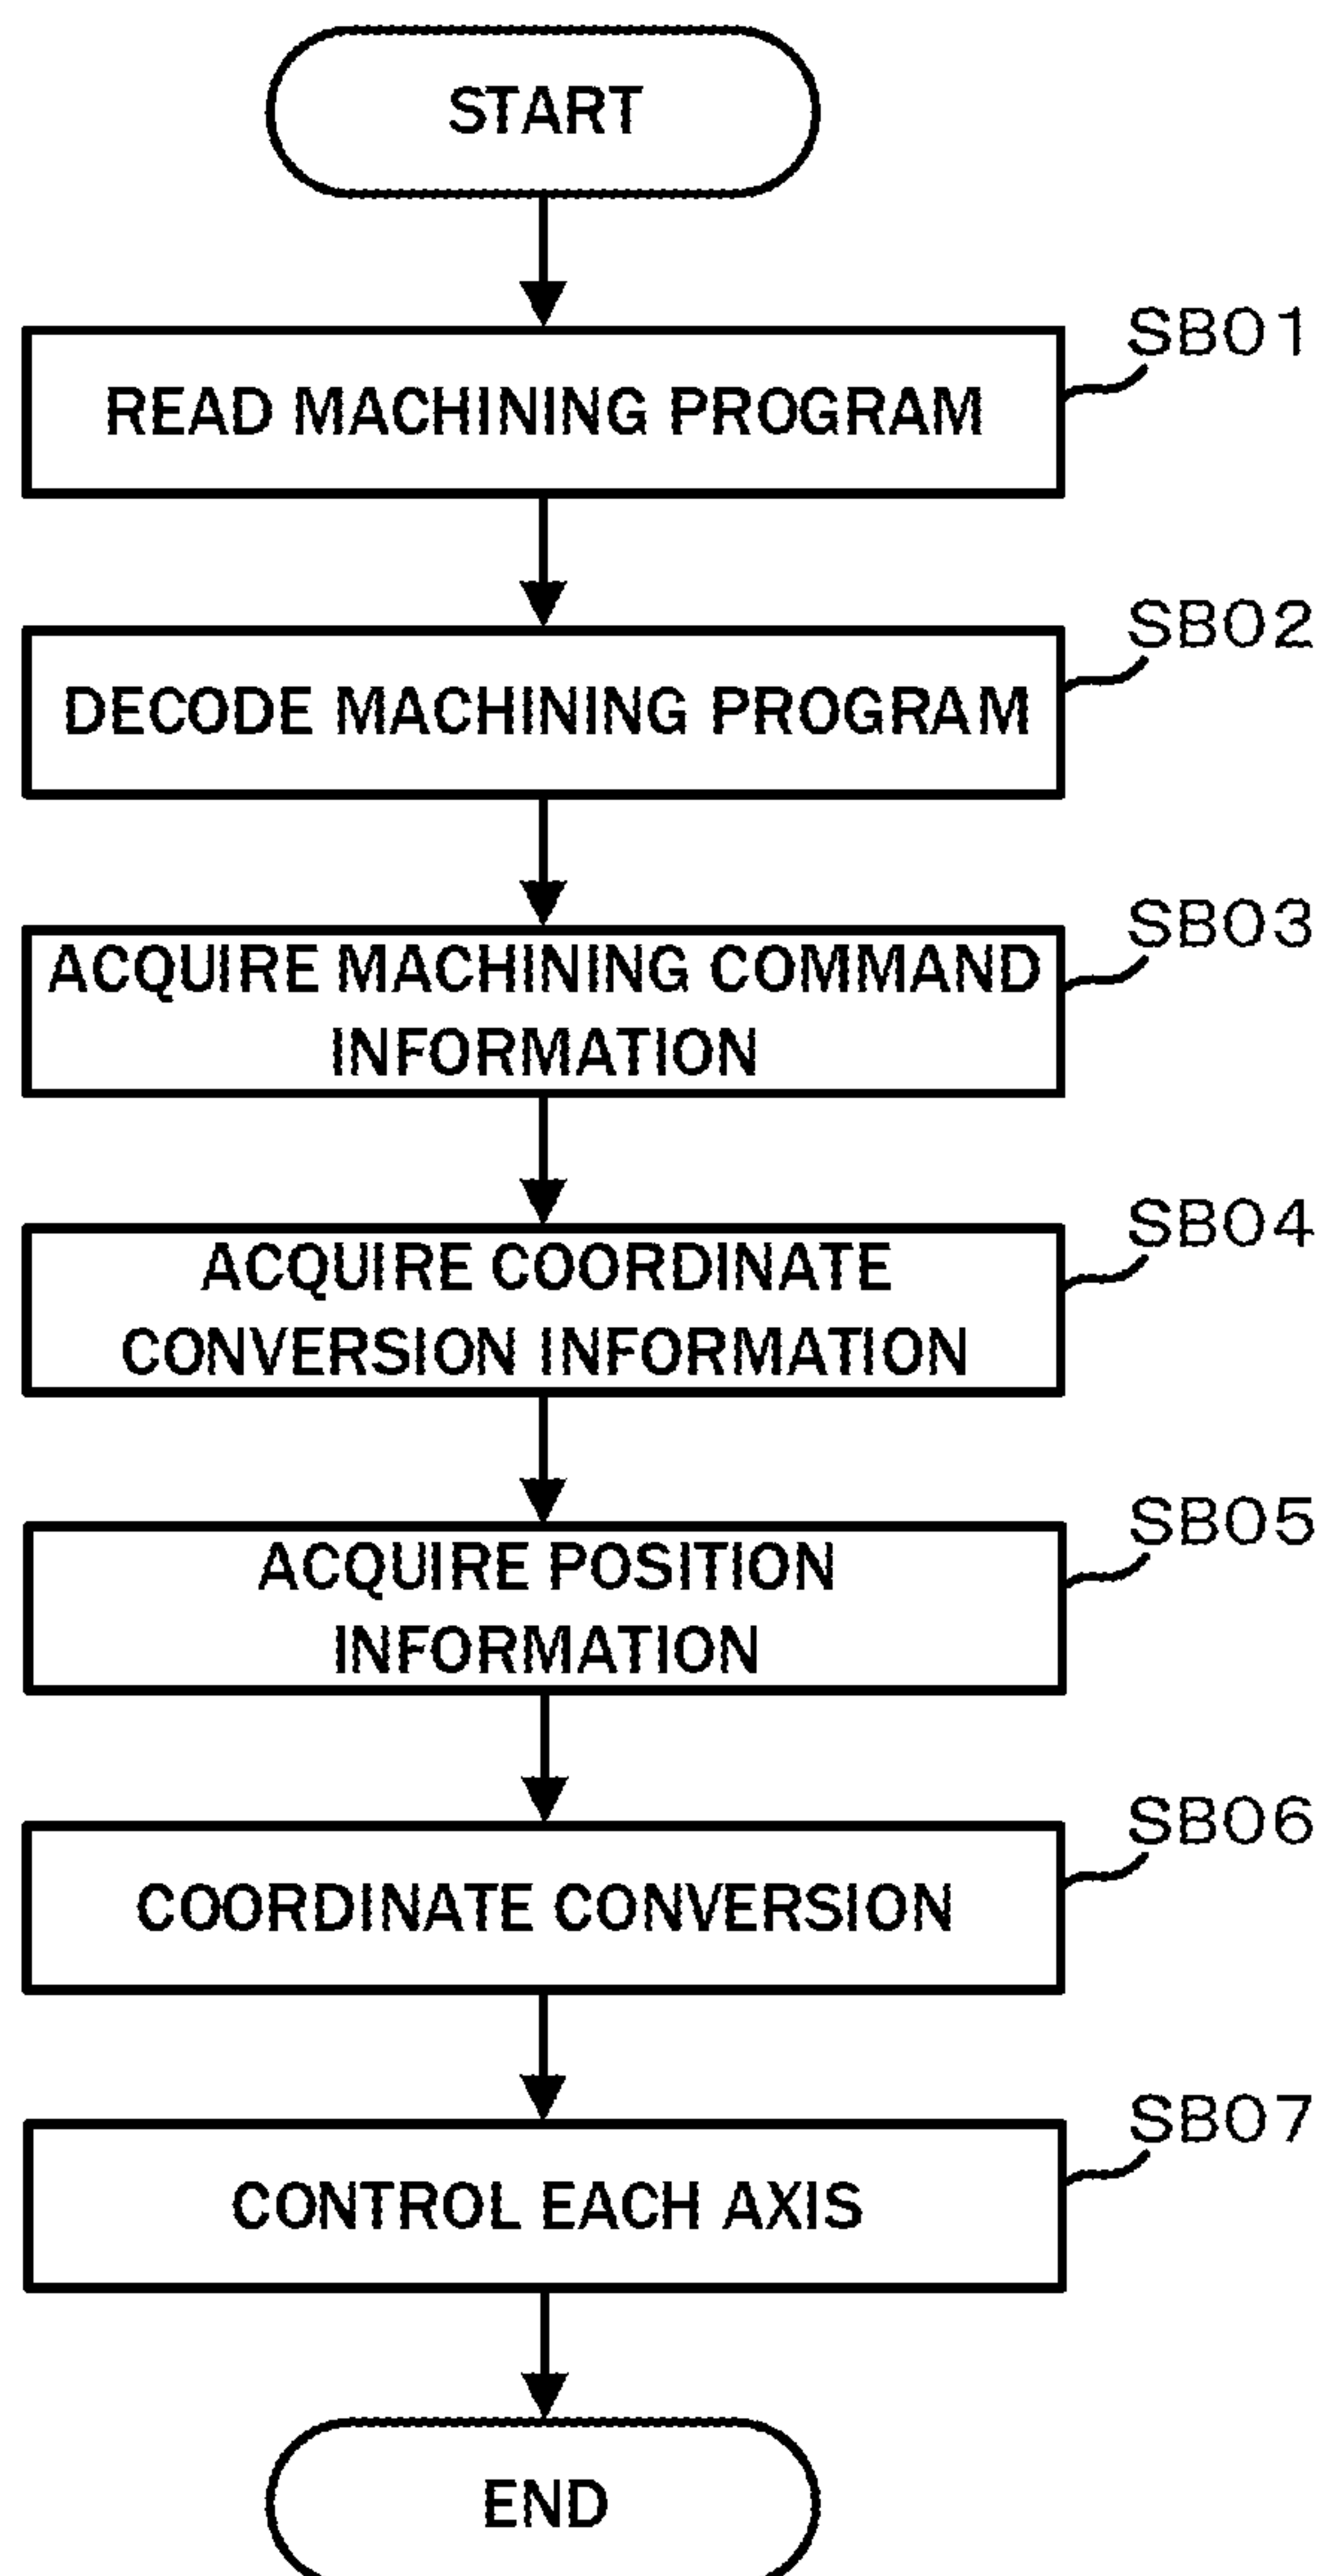 START
SB01
READ MACHINING PROGRAM
SB02
DECODE MACHINING PROGRAM
SB03
ACQUIRE MACHINING COMMAND
INFORMATION
SB04
ACQUIRE COORDINATE
CONVERSION INFORMATION
SB05
ACQUIRE POSITION
INFORMATION
SB06
COORDINATE CONVERSION
SB07
CONTROL EACH AXIS
END